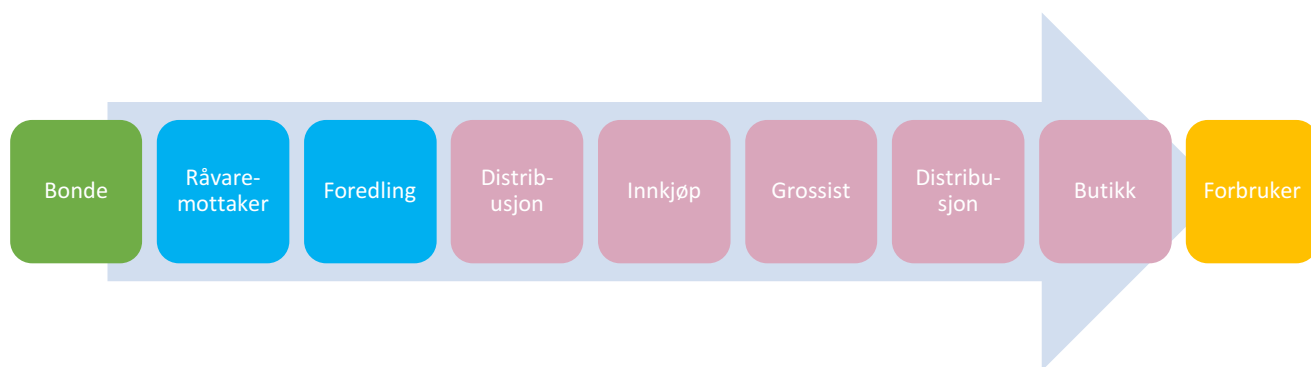 Bonde
Råvare-
mottaker
Foredling
Distrib-
usjon
Innkjøp
Grossist
Distribu-
sjon
Butikk
Forbruker